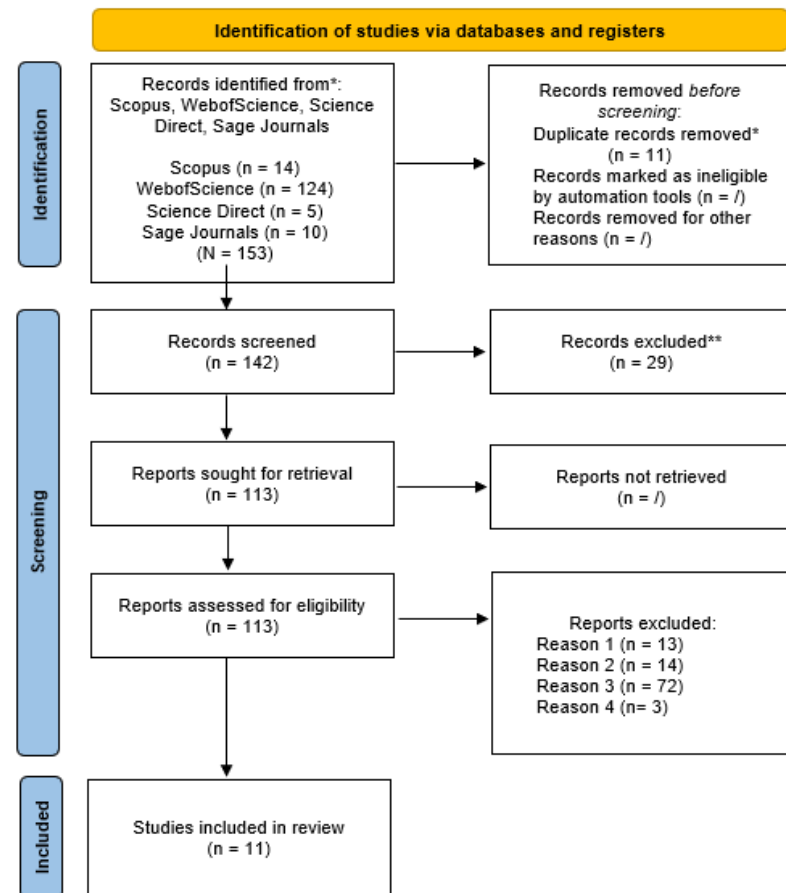 Identification of studies via databases and registers
Identification
Records identified from*:
Scopus, WebofScience, Science
Direct, Sage Journals
Scopus (n = 14)
WebofScience (n = 124)
Science Direct (n = 5)
Sage Journals (n = 10)
(N = 153)
Records removed before
screening:
Duplicate records removed*
(n = 11)
Records marked as ineligible
by automation tools (n = /)
Records removed for other
reasons (n = /)
Screening
Records screened
(n = 142)
Records excluded**
(n = 29)
Reports sought for retrieval
(n = 113)
Reports not retrieved
(n = /)
Reports assessed for eligibility
(n = 113)
Reports excluded:
Reason 1 (n = 13)
Reason 2 (n = 14)
Reason 3 (n = 72)
Reason 4 (n= 3)
Included
Studies included in review
(n = 11)